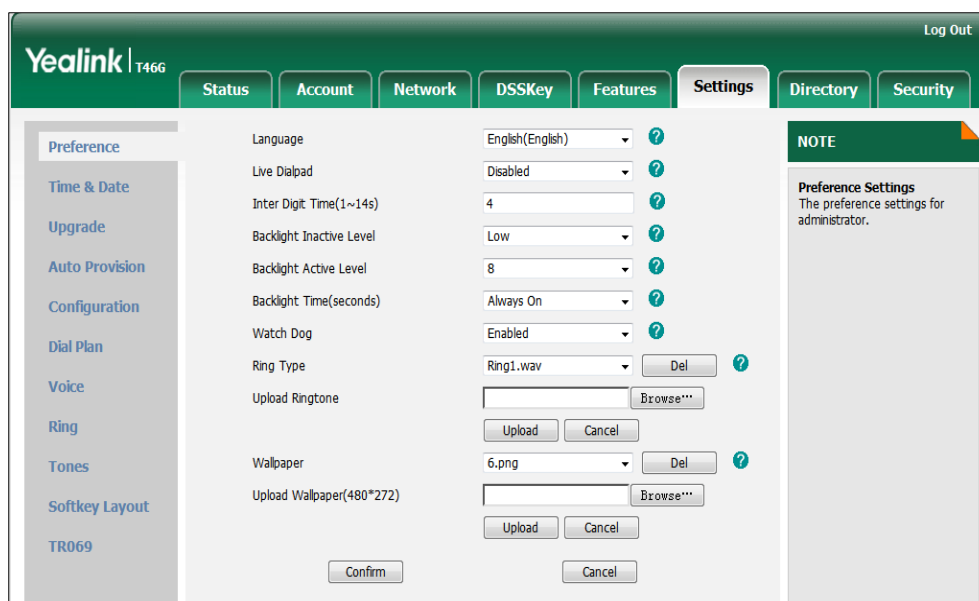 Log Out
Yealink T46G
Status Account Network DSSKey Features Settings Directory Security
Preference
Time & Date
Upgrade
Auto Provision
Configuration
Dial Plan
Voice
Ring
Tones
Softkey Layout
TR069
Language English(English) ?
Live Dialpad Disabled ?
Inter Digit Time(1~14s) 4 ?
Backlight Inactive Level Low ?
Backlight Active Level 8 ?
Backlight Time(seconds) Always On ?
Watch Dog Enabled ?
Ring Type Ring1.wav Del ?
Upload Ringtone Browse...
Upload Cancel
Wallpaper 6.png Del ?
Upload Wallpaper(480*272) Browse...
Upload Cancel
Confirm Cancel
NOTE
Preference Settings
The preference settings for
administrator.